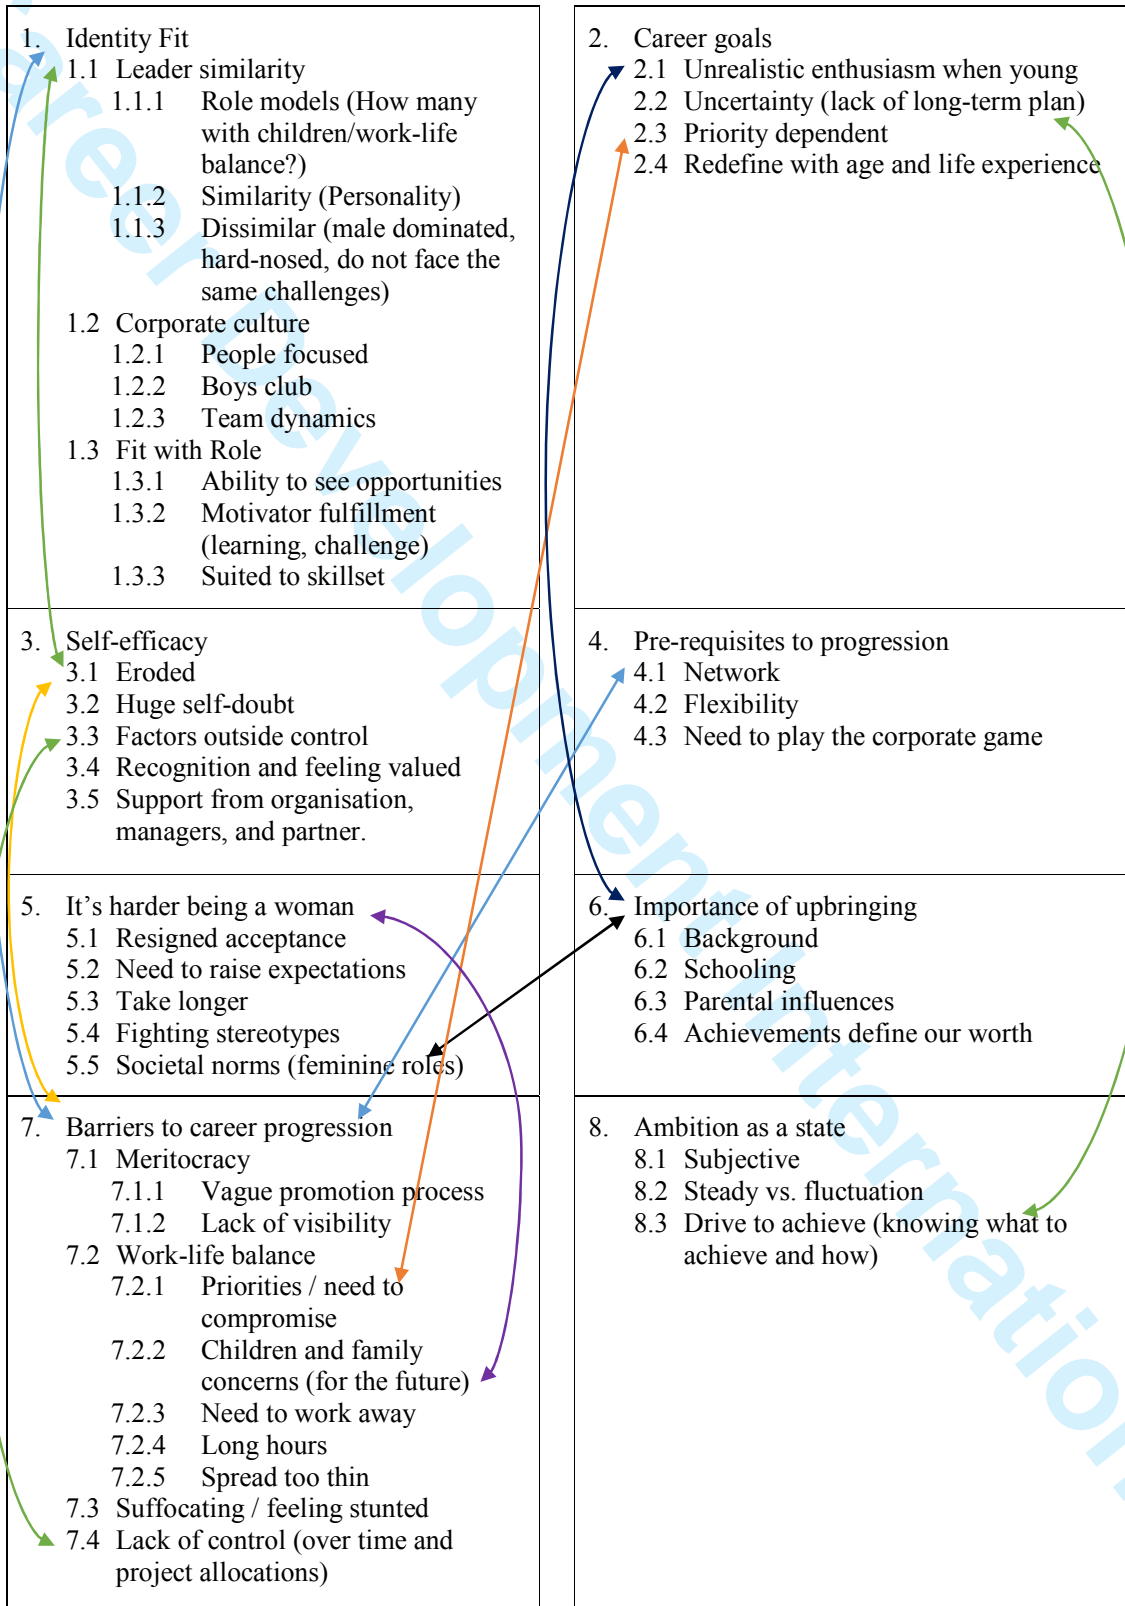 1. Identity Fit
1.1 Leader similarity
1.1.1 Role models (How many
with children/work-life
balance?)
1.1.2 Similarity (Personality)
1.1.3 Dissimilar (male dominated,
hard-nosed, do not face the
same challenges)
1.2 Corporate culture
1.2.1 People focused
1.2.2 Boys club
1.2.3 Team dynamics
1.3 Fit with Role
1.3.1 Ability to see opportunities
1.3.2 Motivator fulfillment
(learning, challenge)
1.3.3 Suited to skillset
2. Career goals
2.1 Unrealistic enthusiasm when young
2.2 Uncertainty (lack of long-term plan)
2.3 Priority dependent
2.4 Redefine with age and life experience
3. Self-efficacy
3.1 Eroded
3.2 Huge self-doubt
3.3 Factors outside control
3.4 Recognition and feeling valued
3.5 Support from organisation,
managers, and partner.
4. Pre-requisites to progression
4.1 Network
4.2 Flexibility
4.3 Need to play the corporate game
5. It’s harder being a woman
5.1 Resigned acceptance
5.2 Need to raise expectations
5.3 Take longer
5.4 Fighting stereotypes
5.5 Societal norms (feminine roles)
6. Importance of upbringing
6.1 Background
6.2 Schooling
6.3 Parental influences
6.4 Achievements define our worth
7. Barriers to career progression
7.1 Meritocracy
7.1.1 Vague promotion process
7.1.2 Lack of visibility
7.2 Work-life balance
7.2.1 Priorities / need to
compromise
7.2.2 Children and family
concerns (for the future)
7.2.3 Need to work away
7.2.4 Long hours
7.2.5 Spread too thin
7.3 Suffocating / feeling stunted
7.4 Lack of control (over time and
project allocations)
8. Ambition as a state
8.1 Subjective
8.2 Steady vs. fluctuation
8.3 Drive to achieve (knowing what to
achieve and how)
areer Development Internation